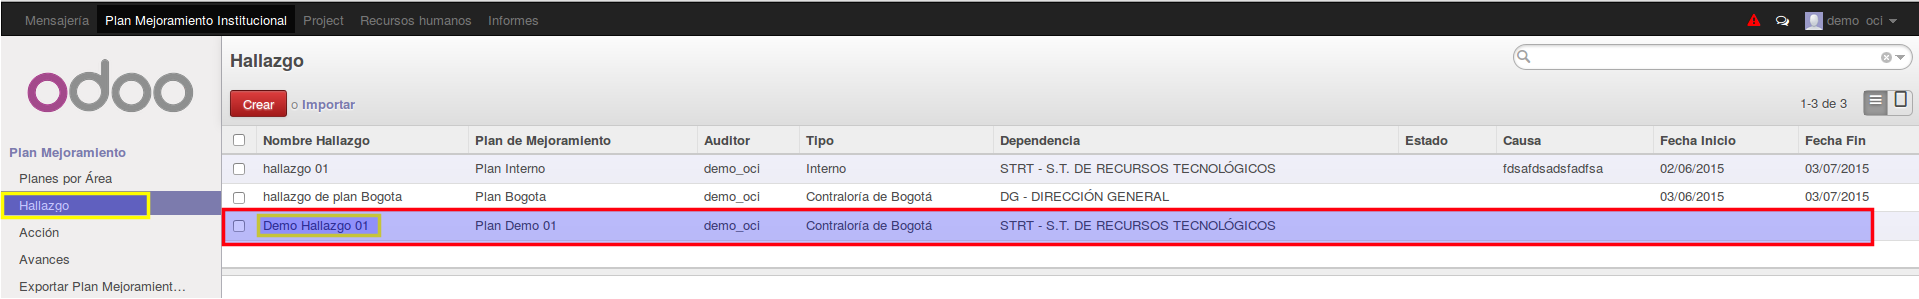 Mensajería Plan Mejoramiento Institucional Project Recursos humanos Informes demo oci
odoo
Hallazgo
Crear o Importar 1-3 de 3
Plan Mejoramiento
Planes por Área
Hallazgo
Acción
Avances
Exportar Plan Mejoramient...
Nombre Hallazgo Plan de Mejoramiento Auditor Tipo Dependencia Estado Causa Fecha Inicio Fecha Fin
hallazgo 01 Plan Interno demo_oci Interno STRT - S.T. DE RECURSOS TECNOLÓGICOS fdsafdsadsfadfsa 02/06/2015 03/07/2015
hallazgo de plan Bogota Plan Bogota demo_oci Contraloría de Bogotá DG - DIRECCIÓN GENERAL 03/06/2015 03/07/2015
Demo Hallazgo 01 Plan Demo 01 demo_oci Contraloría de Bogotá STRT - S.T. DE RECURSOS TECNOLÓGICOS